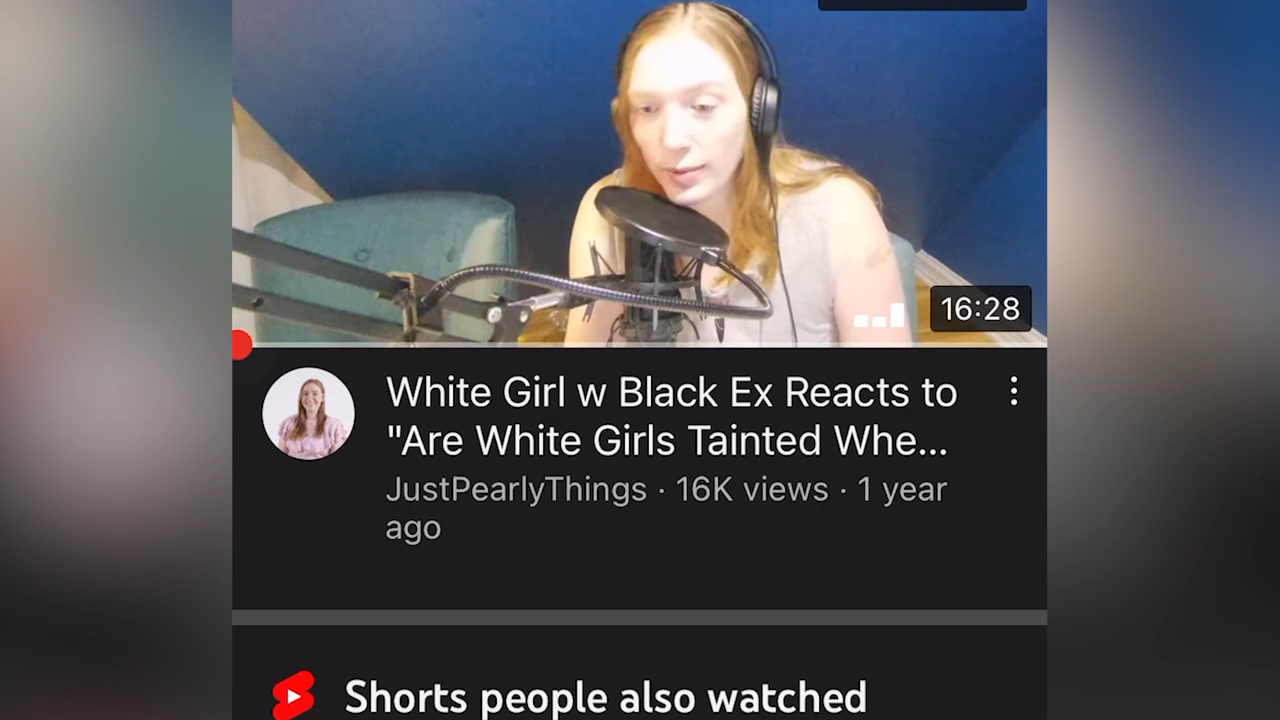 16:28
White Girl w Black Ex Reacts to
"Are White Girls Tainted Whe...
JustPearlyThings · 16K views · 1 year
ago
Shorts people also watched